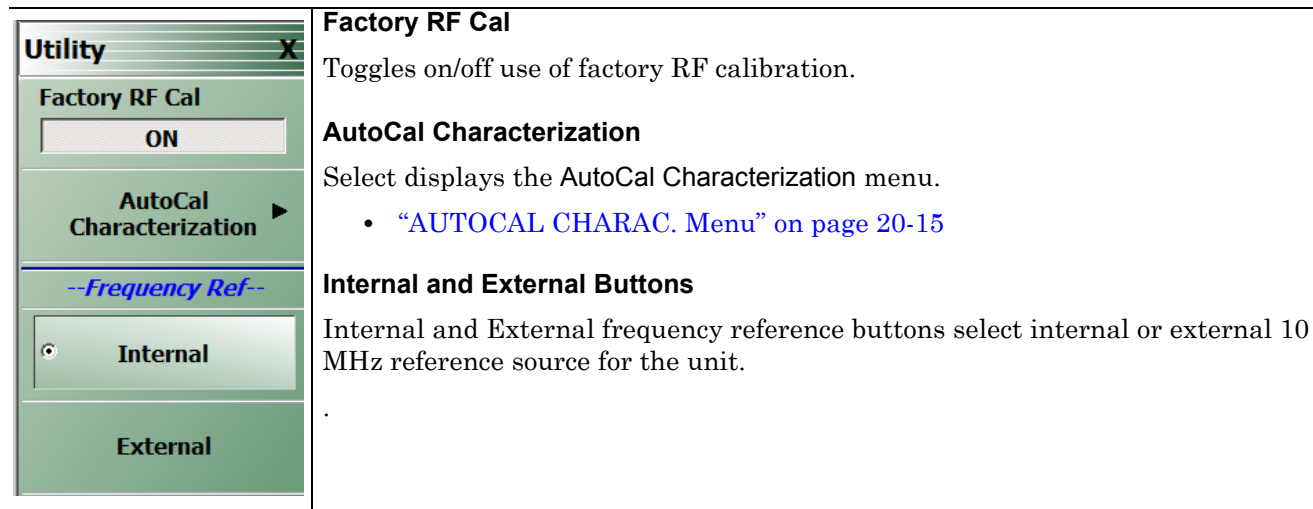 Utility X
Factory RF Cal
ON
AutoCal
Characterization
--Frequency Ref--
Internal
External
Factory RF Cal
Toggles on/off use of factory RF calibration.
AutoCal Characterization
Select displays the AutoCal Characterization menu.
• “AUTOCAL CHARAC. Menu” on page 20-15
Internal and External Buttons
Internal and External frequency reference buttons select internal or external 10
MHz reference source for the unit.
.